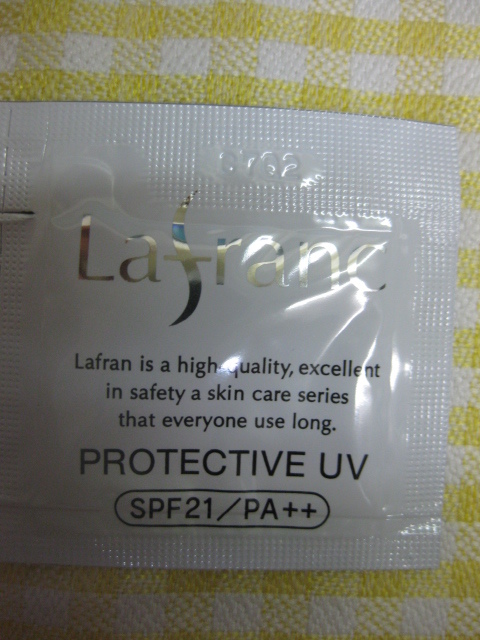 Lafranc
Lafran is a high-quality, excellent
in safety a skin care series
that everyone use long.
PROTECTIVE UV
SPF21/PA++